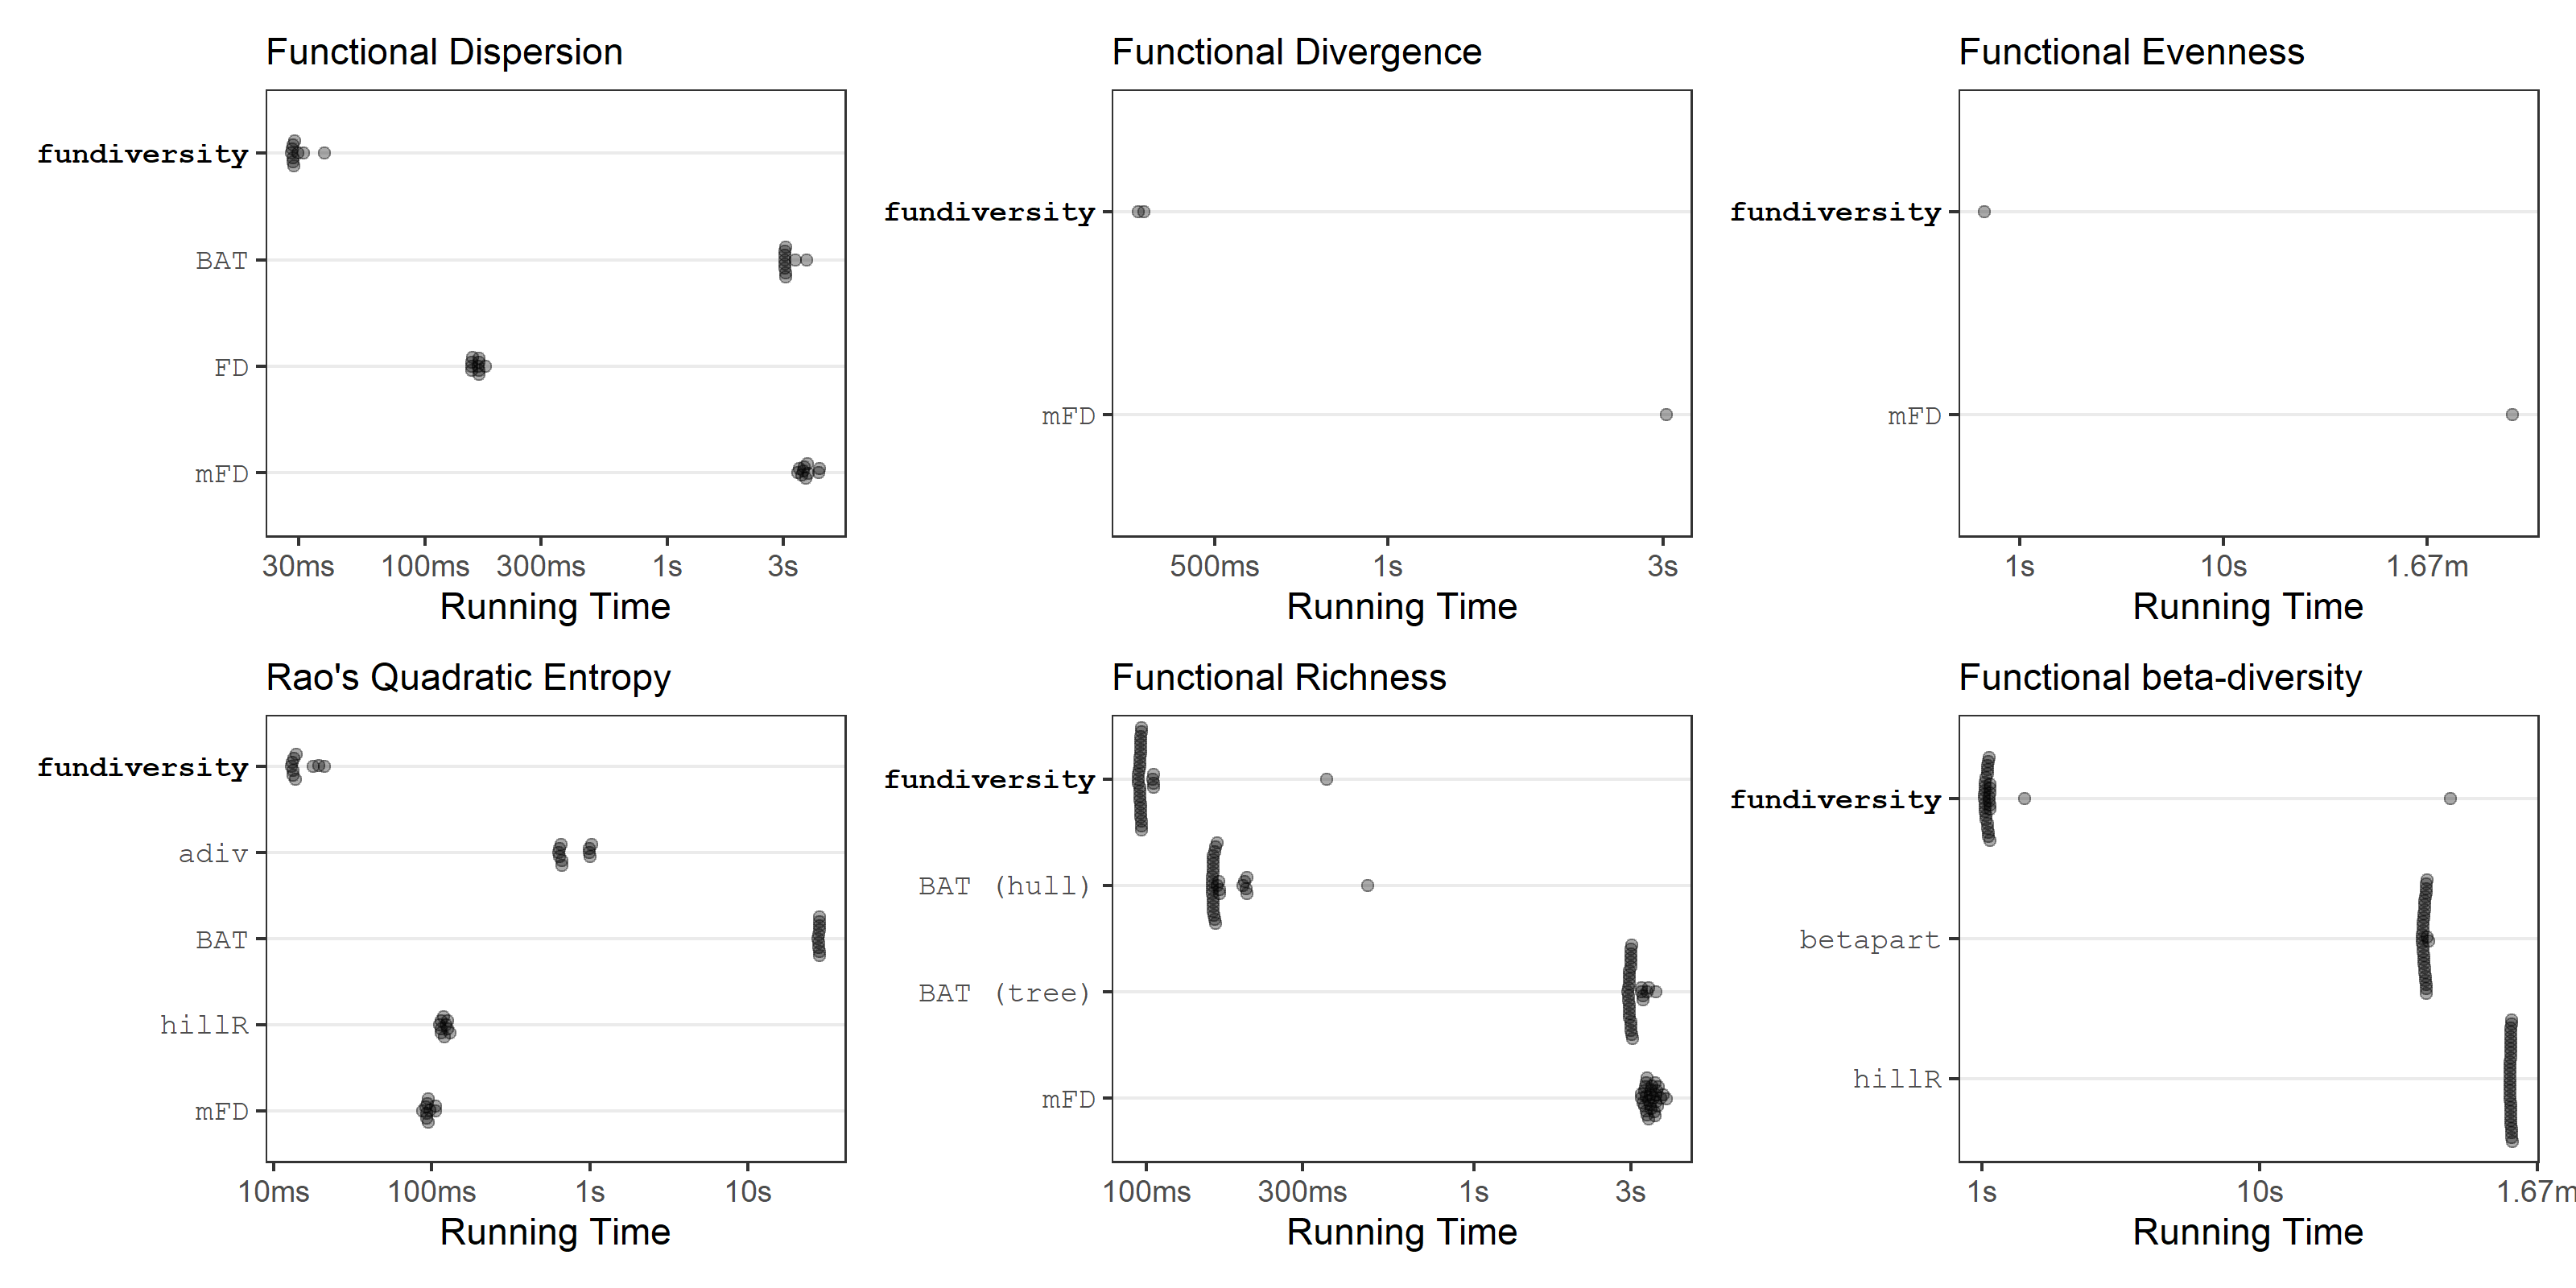 Functional Dispersion
fundiversity
BAT
FD
mFD
30ms 100ms 300ms 1s 3s
Running Time
Functional Divergence
fundiversity
mFD
500ms 1s 3s
Running Time
Functional Evenness
fundiversity
mFD
1s 10s 1.67m
Running Time
Rao's Quadratic Entropy
fundiversity
adiv
BAT
hillR
mFD
10ms 100ms 1s 10s
Running Time
Functional Richness
fundiversity
BAT (hull)
BAT (tree)
mFD
100ms 300ms 1s 3s
Running Time
Functional beta-diversity
fundiversity
betapart
hillR
1s 10s 1.67m
Running Time